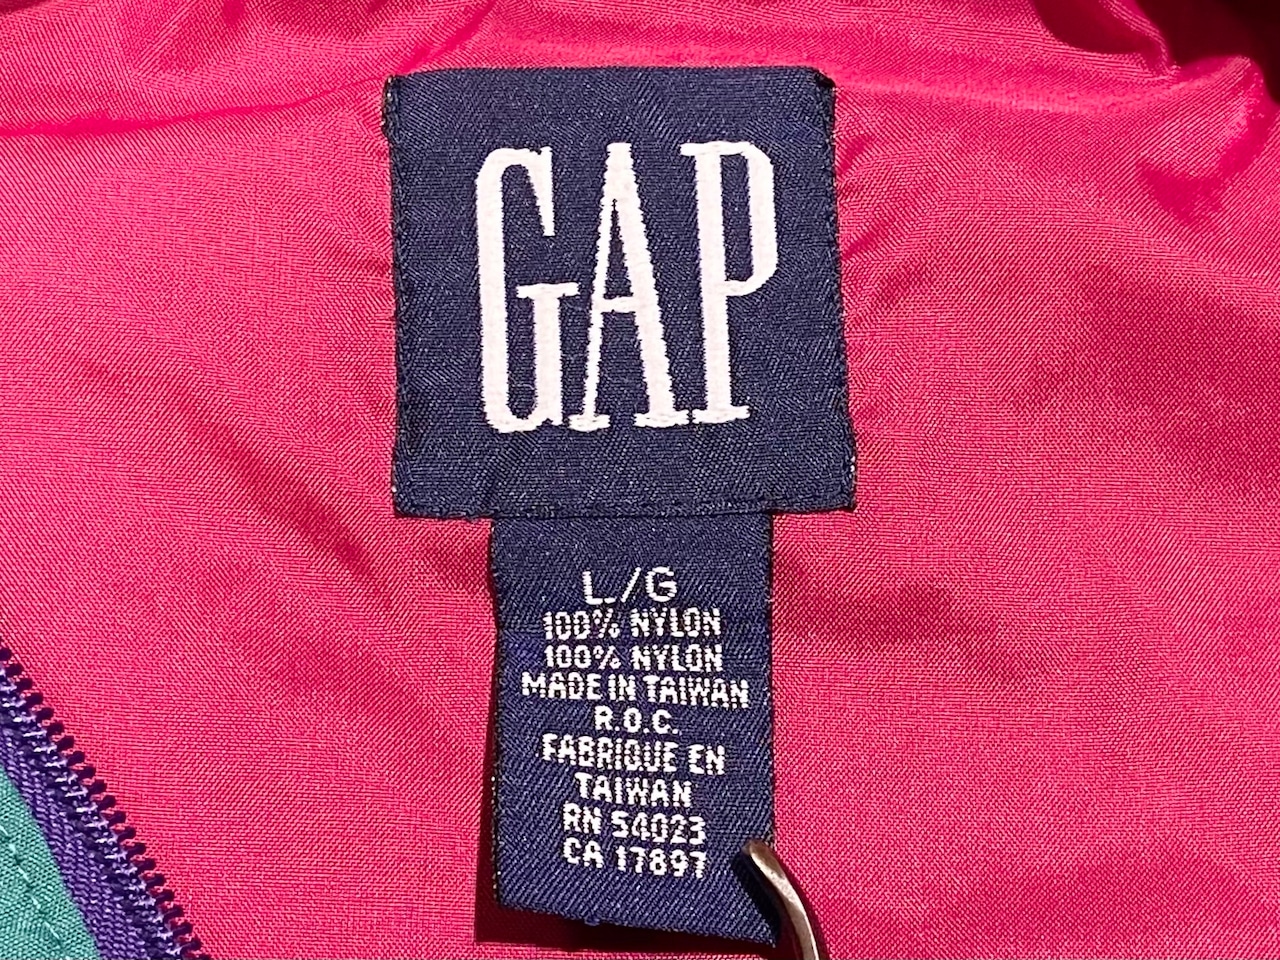 GAP
L/G
100% NYLON
100% NYLON
MADE IN TAIWAN
R.O.C.
FABRIQUE EN
TAIWAN
RN 54023
CA 17897